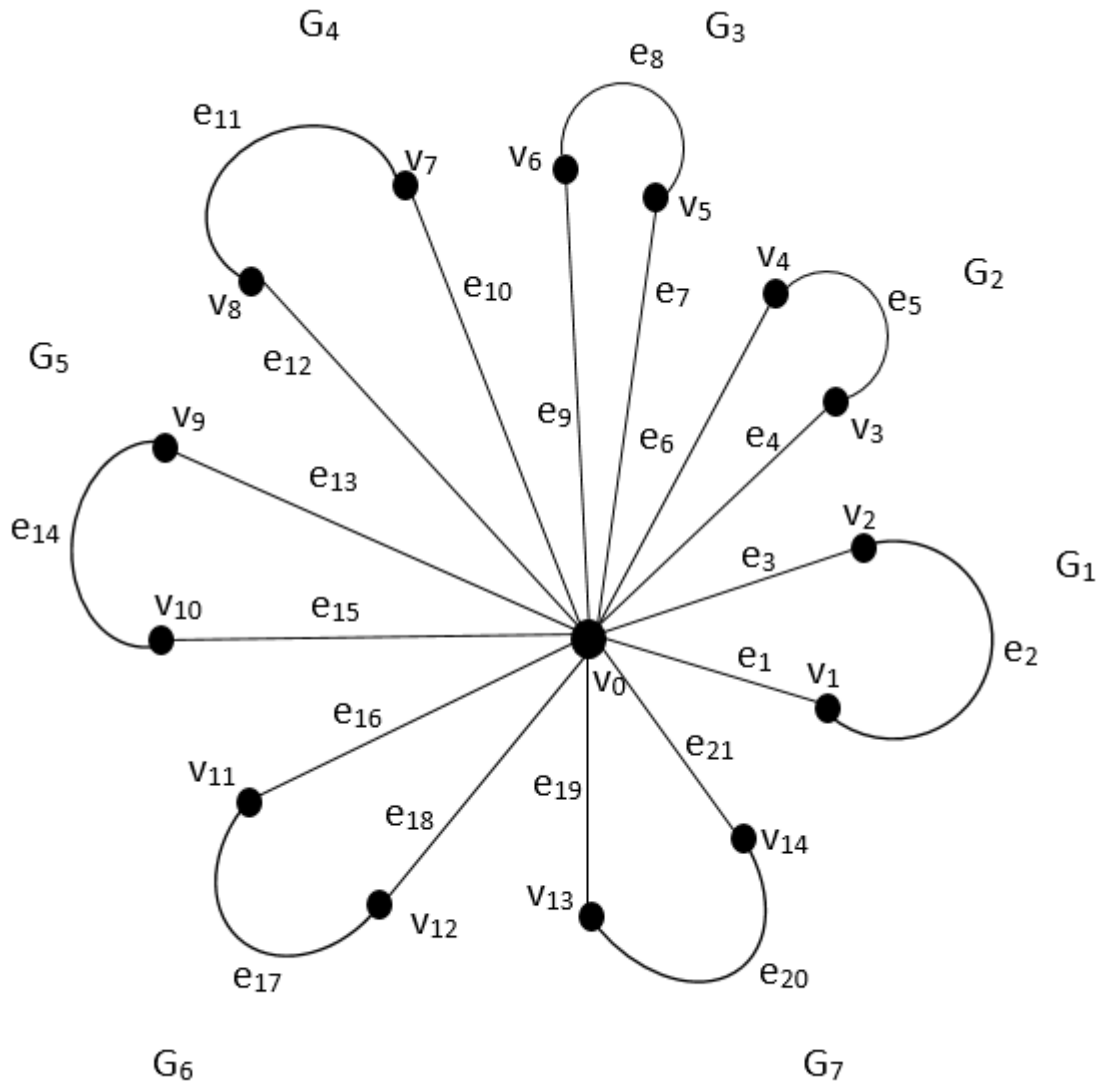 G₄
G₃
e₈
e₁₁
v₇
v₆
v₅
v₄
G₂
e₁₀
e₇
e₅
v₈
e₁₂
G₅
v₉
e₉
e₆
e₄
v₃
e₁₃
v₂
e₁₄
e₃
G₁
v₁₀
e₁₅
e₁
e₂
v₁
v₀
e₁₆
e₂₁
v₁₁
e₁₉
e₁₈
v₁₄
v₁₃
v₁₂
e₁₇
e₂₀
G₆
G₇